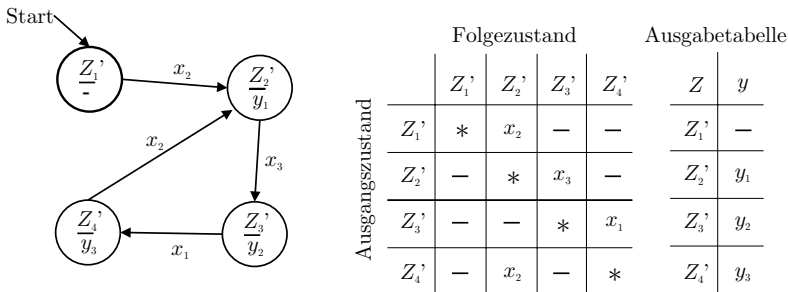 Start
Z₁'
-
x₂
Z₂'
y₁
x₂
x₃
Z₄'
y₃
x₁
Z₃'
y₂
Folgezustand
Ausgangszustand
Z₁' Z₂' Z₃' Z₄'
Z₁' * x₂ – –
Z₂' – * x₃ –
Z₃' – – * x₁
Z₄' – x₂ – *
Ausgabetabelle
Z y
Z₁' –
Z₂' y₁
Z₃' y₂
Z₄' y₃